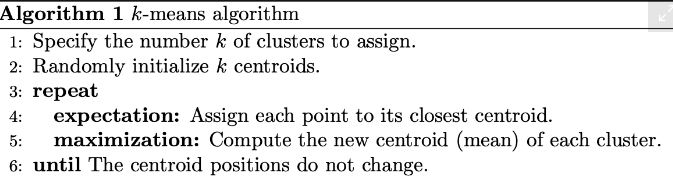 Algorithm 1 k-means algorithm
1: Specify the number k of clusters to assign.
2: Randomly initialize k centroids.
3: repeat
4: expectation: Assign each point to its closest centroid.
5: maximization: Compute the new centroid (mean) of each cluster.
6: until The centroid positions do not change.